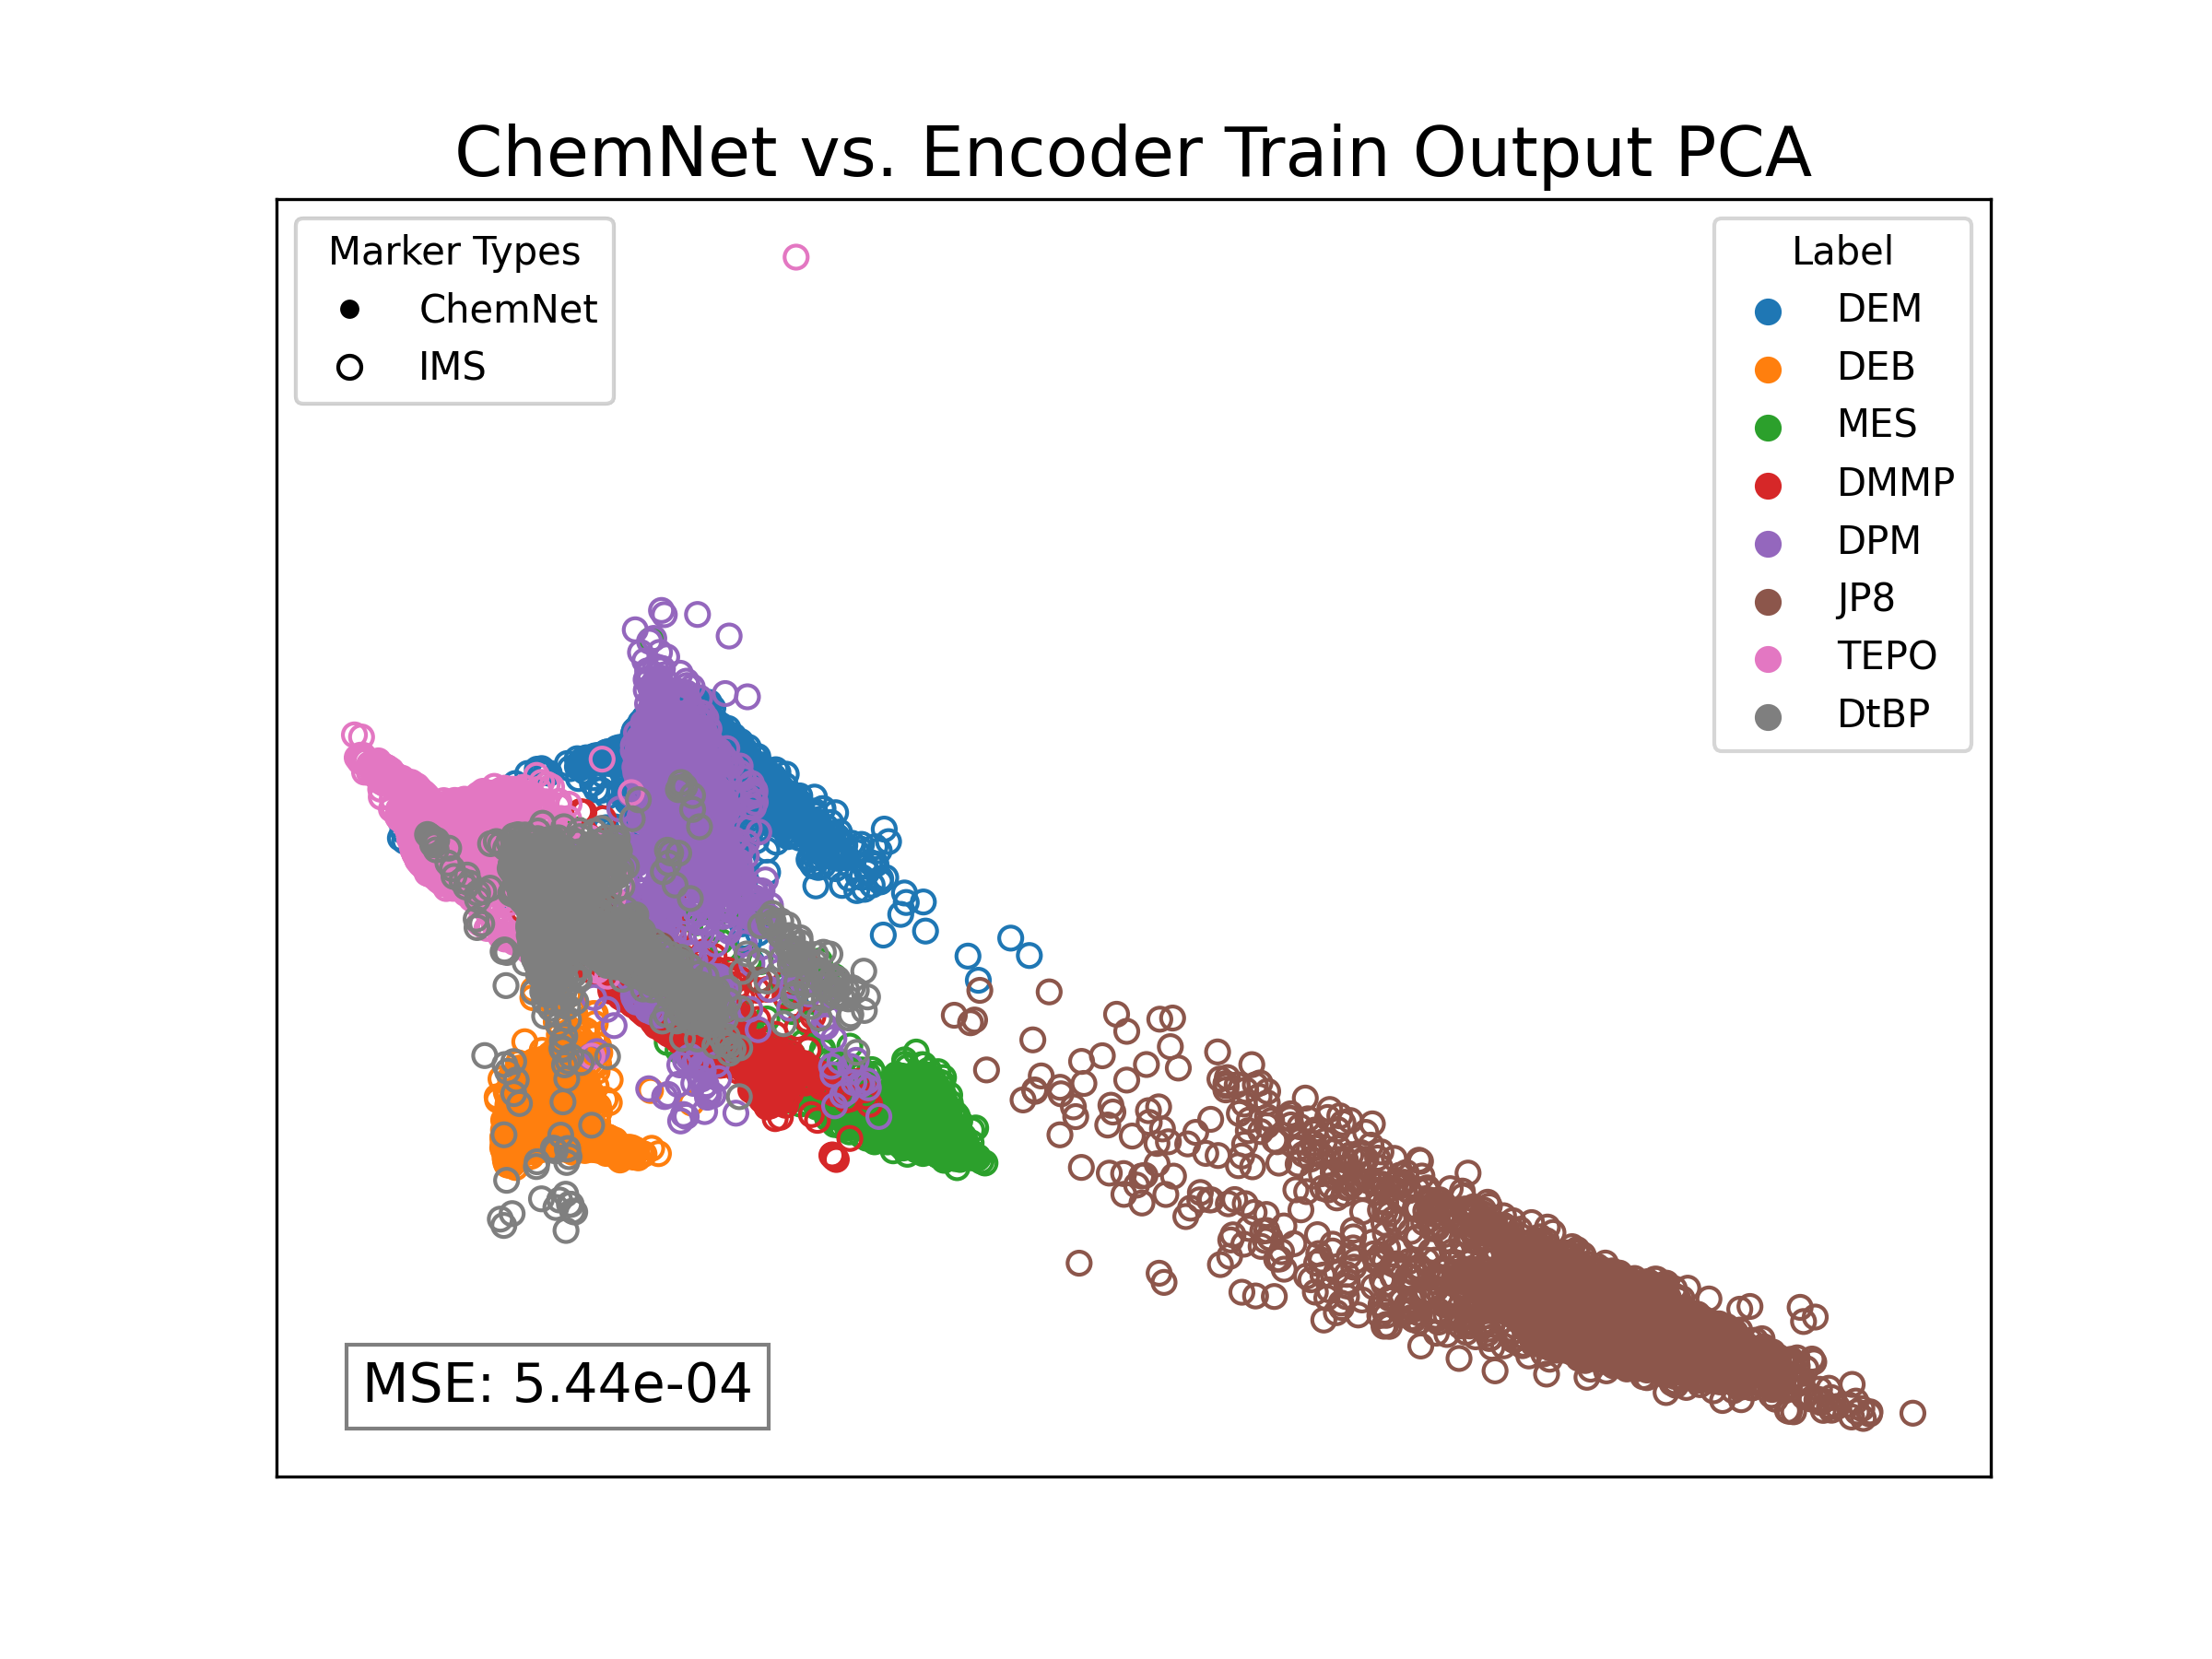 ChemNet vs. Encoder Train Output PCA
Marker Types
ChemNet
IMS
Label
DEM
DEB
MES
DMMP
DPM
JP8
TEPO
DtBP
MSE: 5.44e-04